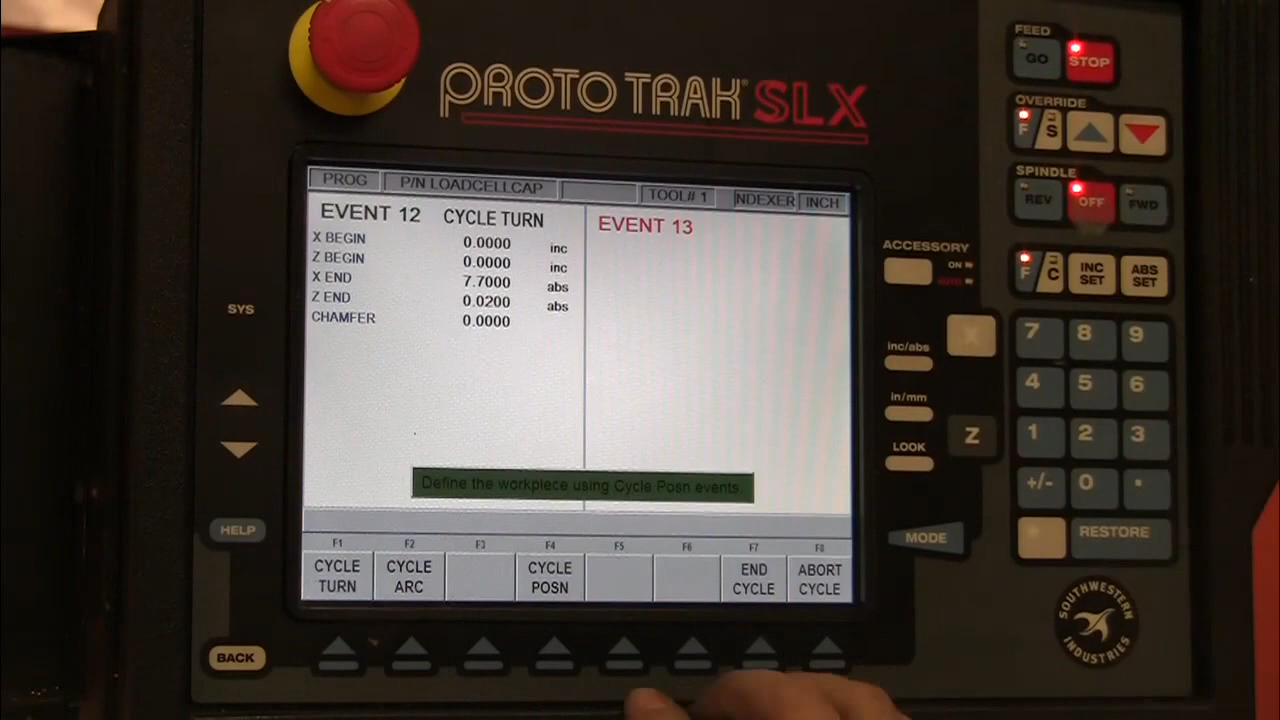 PROTO TRAK® SLX
PROG P/N LOADCELLCAP TOOL# 1 NDEXER INCH
EVENT 12 CYCLE TURN
X BEGIN 0.0000 inc
Z BEGIN 0.0000 inc
X END 7.7000 abs
Z END 0.0200 abs
CHAMFER 0.0000
EVENT 13
Define the workpiece using Cycle Posn events.
F1 F2 F3 F4 F5 F6 F7 F8
CYCLE TURN
CYCLE ARC
CYCLE POSN
END CYCLE
ABORT CYCLE
SYS
HELP
BACK
FEED
GO STOP
OVERRIDE
F S
SPINDLE
REV OFF FWD
ACCESSORY
ON
F C
INC SET
ABS SET
inc/abs
in/mm
LOOK
X
Z
MODE
7 8 9
4 5 6
1 2 3
+/- 0 .
RESTORE
SOUTHWESTERN INDUSTRIES